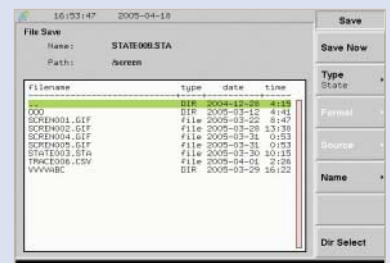 16:53:47 2005-04-18
Save
File Save
Name: STATE009.STA
Path: /screen
Save Now
Type
State
Format
Source
Name
Dir Select
filename type date time
.. DIR 2004-12-28 4:15
000 DIR 2005-03-12 4:41
SCREN001.GIF file 2005-03-22 8:47
SCREN002.GIF file 2005-03-28 13:38
SCREN004.GIF file 2005-03-31 0:53
SCREN005.GIF file 2005-03-31 0:53
STATE003.STA file 2005-03-30 10:15
TRACE006.CSV file 2005-04-01 2:26
VVVVABC DIR 2005-03-29 16:22